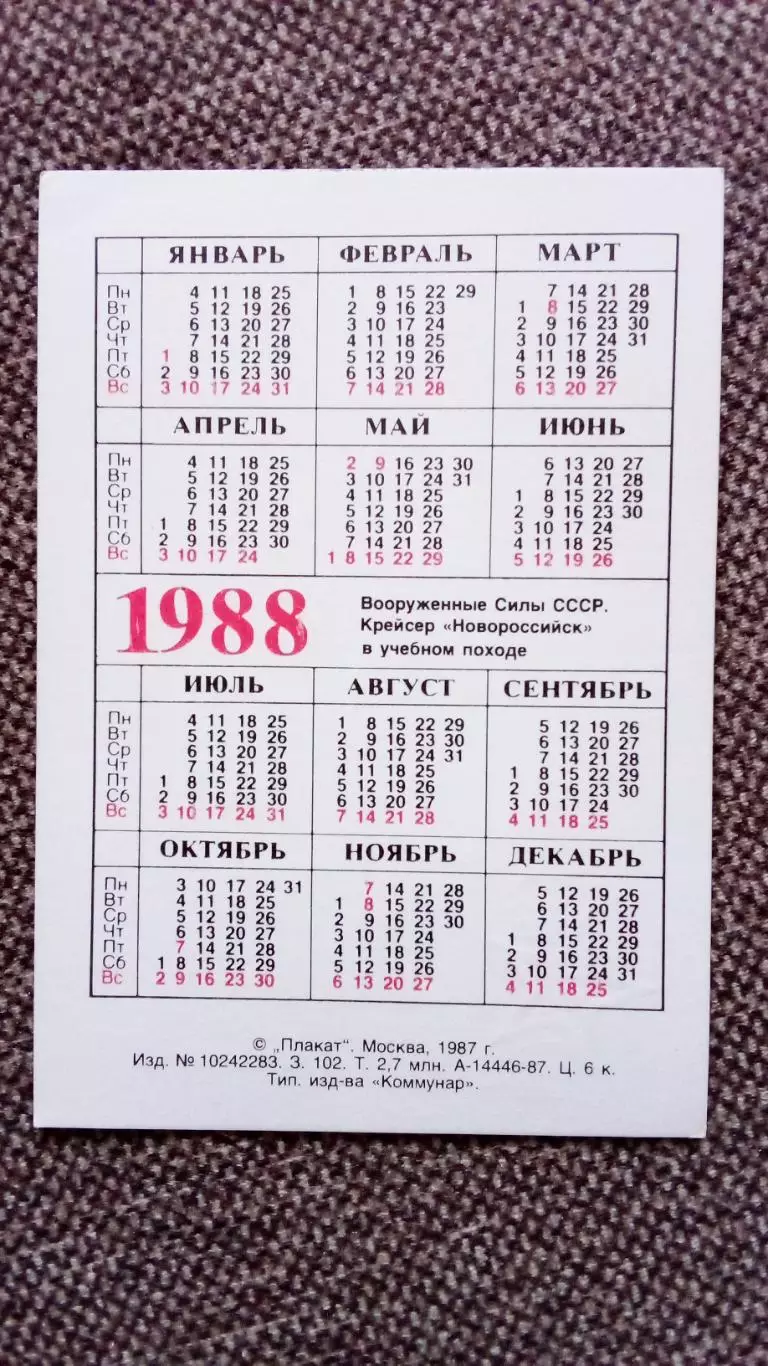 ЯНВАРЬ ФЕВРАЛЬ МАРТ
Пн 4 11 18 25 1 8 15 22 29 7 14 21 28
Вт 5 12 19 26 2 9 16 23 1 8 15 22 29
Ср 6 13 20 27 3 10 17 24 2 9 16 23 30
Чт 7 14 21 28 4 11 18 25 3 10 17 24 31
Пт 1 8 15 22 29 5 12 19 26 4 11 18 25
Сб 2 9 16 23 30 6 13 20 27 5 12 19 26
Вс 3 10 17 24 31 7 14 21 28 6 13 20 27
АПРЕЛЬ МАЙ ИЮНЬ
Пн 4 11 18 25 2 9 16 23 30 6 13 20 27
Вт 5 12 19 26 3 10 17 24 31 7 14 21 28
Ср 6 13 20 27 4 11 18 25 1 8 15 22 29
Чт 7 14 21 28 5 12 19 26 2 9 16 23 30
Пт 1 8 15 22 29 6 13 20 27 3 10 17 24
Сб 2 9 16 23 30 7 14 21 28 4 11 18 25
Вс 3 10 17 24 1 8 15 22 29 5 12 19 26
1988
Вооруженные Силы СССР.
Крейсер «Новороссийск»
в учебном походе
ИЮЛЬ АВГУСТ СЕНТЯБРЬ
Пн 4 11 18 25 1 8 15 22 29 5 12 19 26
Вт 5 12 19 26 2 9 16 23 30 6 13 20 27
Ср 6 13 20 27 3 10 17 24 31 7 14 21 28
Чт 7 14 21 28 4 11 18 25 1 8 15 22 29
Пт 1 8 15 22 29 5 12 19 26 2 9 16 23 30
Сб 2 9 16 23 30 6 13 20 27 3 10 17 24
Вс 3 10 17 24 31 7 14 21 28 4 11 18 25
ОКТЯБРЬ НОЯБРЬ ДЕКАБРЬ
Пн 3 10 17 24 31 7 14 21 28 5 12 19 26
Вт 4 11 18 25 1 8 15 22 29 6 13 20 27
Ср 5 12 19 26 2 9 16 23 30 7 14 21 28
Чт 6 13 20 27 3 10 17 24 1 8 15 22 29
Пт 7 14 21 28 4 11 18 25 2 9 16 23 30
Сб 1 8 15 22 29 5 12 19 26 3 10 17 24 31
Вс 2 9 16 23 30 6 13 20 27 4 11 18 25
© „Плакат“. Москва, 1987 г.
Изд. № 10242283. З. 102. Т. 2,7 млн. А-14446-87. Ц. 6 к.
Тип. изд-ва «Коммунар».